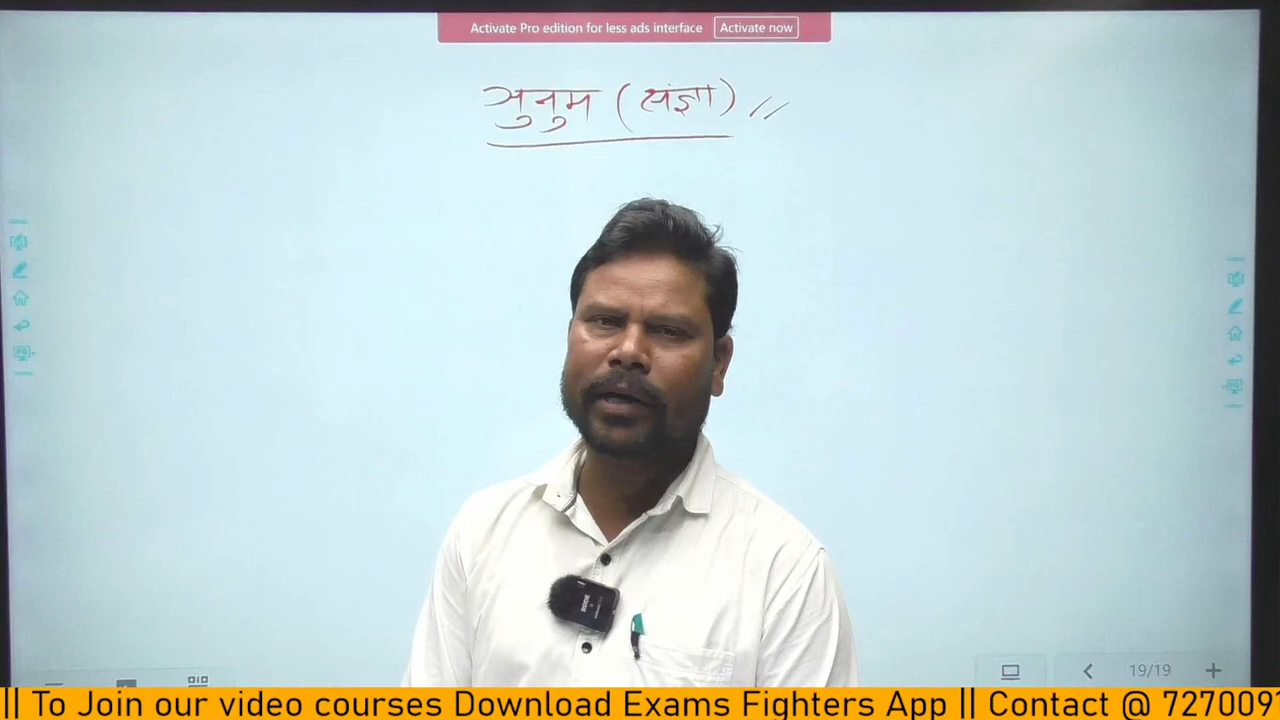 Activate Pro edition for less ads interface Activate now
(संज्ञा) //
19/19
|| To Join our video courses Download Exams Fighters App || Contact @ 727009